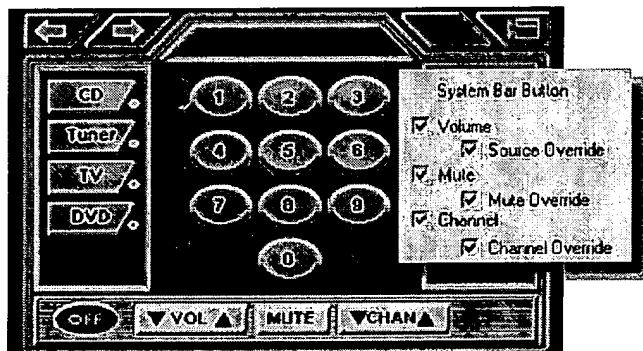 CD
Tuner
TV
DVD
1 2 3
4 5 6
7 8 9
0
System Bar Button
Volume
Source Override
Mute
Mute Override
Channel
Channel Override
OFF
VOL
MUTE
CHAN